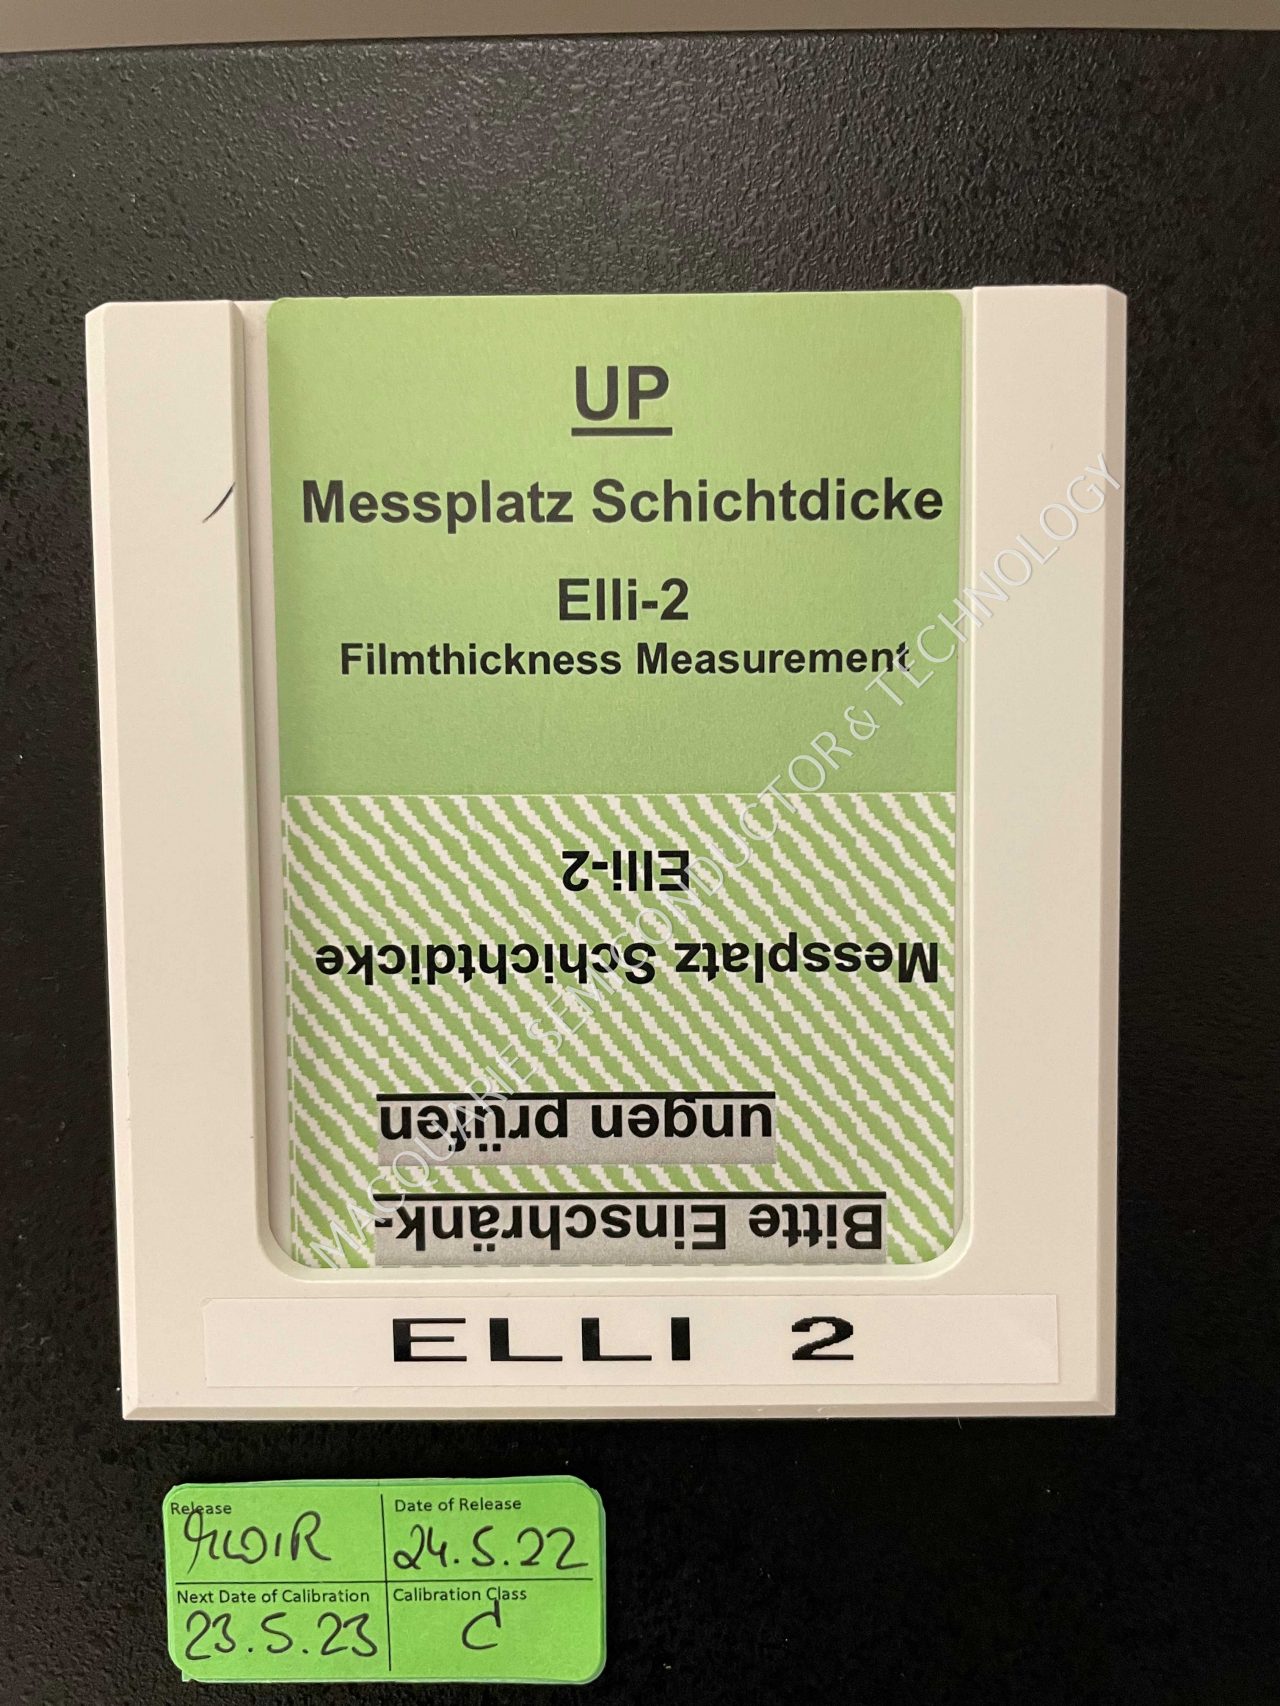 UP
Messplatz Schichtdicke
Elli-2
Filmthickness Measurement
Bitte Einschränk-
ungen prüfen
Messplatz Schichtdicke
Elli-2
ELLI 2
MACQUARIE SEMICONDUCTOR & TECHNOLOGY
Release
Date of Release
24.5.22
Next Date of Calibration
23.5.23
Calibration Class
C